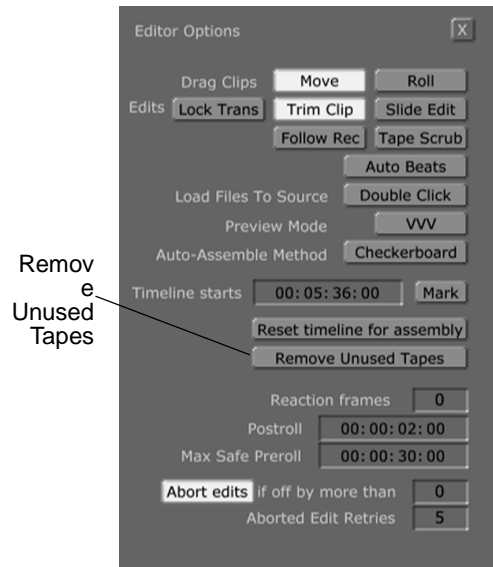 Editor Options X
Drag Clips Move Roll
Edits Lock Trans Trim Clip Slide Edit
Follow Rec Tape Scrub
Auto Beats
Load Files To Source Double Click
Preview Mode VVV
Auto-Assemble Method Checkerboard
Remov
e
Unused
Tapes
Timeline starts 00:05:36:00 Mark
Reset timeline for assembly
Remove Unused Tapes
Reaction frames 0
Postroll 00:00:02:00
Max Safe Preroll 00:00:30:00
Abort edits if off by more than 0
Aborted Edit Retries 5